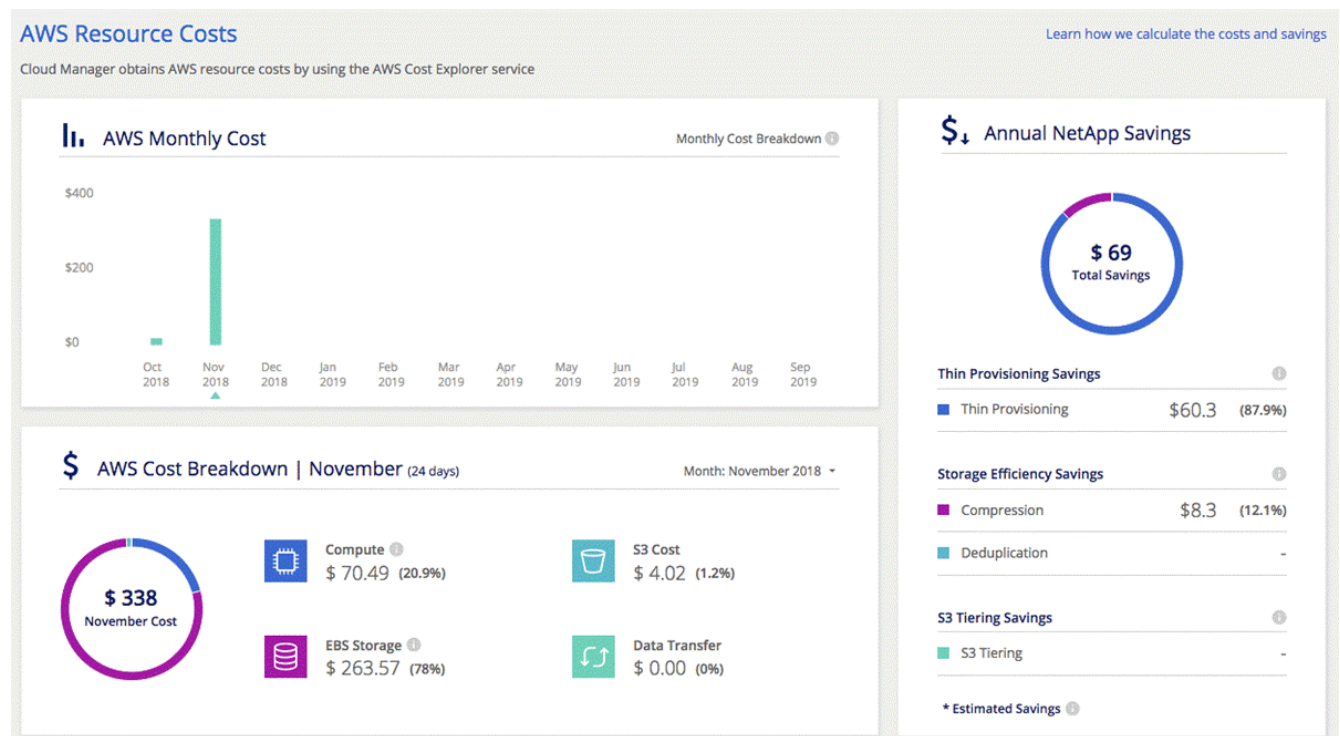 AWS Resource Costs
Learn how we calculate the costs and savings
Cloud Manager obtains AWS resource costs by using the AWS Cost Explorer service
AWS Monthly Cost
Monthly Cost Breakdown
$400
$200
$0
Oct Nov Dec Jan Feb Mar Apr May Jun Jul Aug Sep
2018 2018 2018 2019 2019 2019 2019 2019 2019 2019 2019 2019
AWS Cost Breakdown | November (24 days)
Month: November 2018
$ 338
November Cost
Compute
$ 70.49 (20.9%)
S3 Cost
$ 4.02 (1.2%)
EBS Storage
$ 263.57 (78%)
Data Transfer
$ 0.00 (0%)
Annual NetApp Savings
$ 69
Total Savings
Thin Provisioning Savings
Thin Provisioning $60.3 (87.9%)
Storage Efficiency Savings
Compression $8.3 (12.1%)
Deduplication -
S3 Tiering Savings
S3 Tiering -
* Estimated Savings